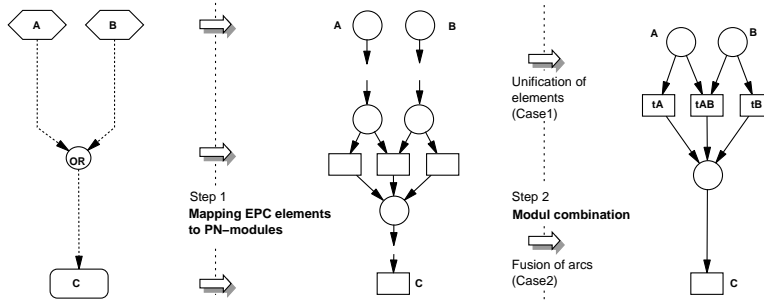 A
B
OR
C
Step 1
Mapping EPC elements
to PN−modules
A
B
C
Unification of
elements
(Case1)
Step 2
Modul combination
Fusion of arcs
(Case2)
A
B
tA
tAB
tB
C